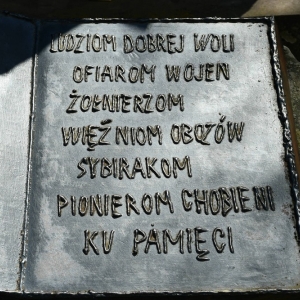 LUDZIOM DOBREJ WOLI
OFIAROM WOJEN
ŻOŁNIERZOM
WIĘŹNIOM OBOZÓW
SYBIRAKOM
PIONIEROM CHOBIENI
KU PAMIĘCI